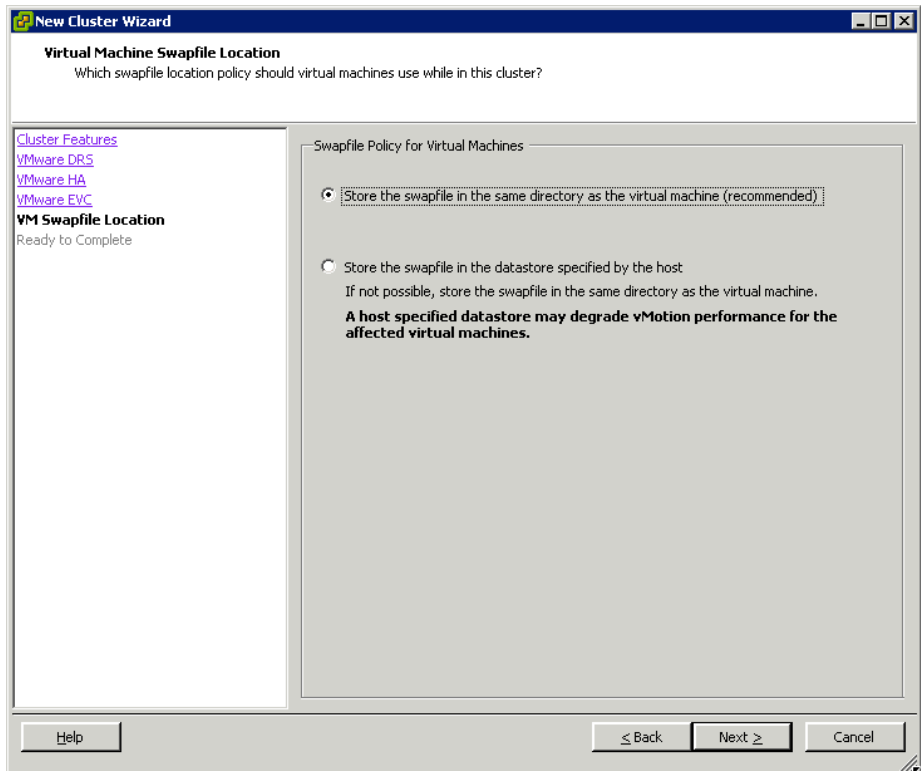 New Cluster Wizard
Virtual Machine Swapfile Location
Which swapfile location policy should virtual machines use while in this cluster?
Cluster Features
VMware DRS
VMware HA
VMware EVC
VM Swapfile Location
Ready to Complete
Swapfile Policy for Virtual Machines
Store the swapfile in the same directory as the virtual machine (recommended)
Store the swapfile in the datastore specified by the host
If not possible, store the swapfile in the same directory as the virtual machine.
A host specified datastore may degrade vMotion performance for the
affected virtual machines.
Help
< Back
Next >
Cancel